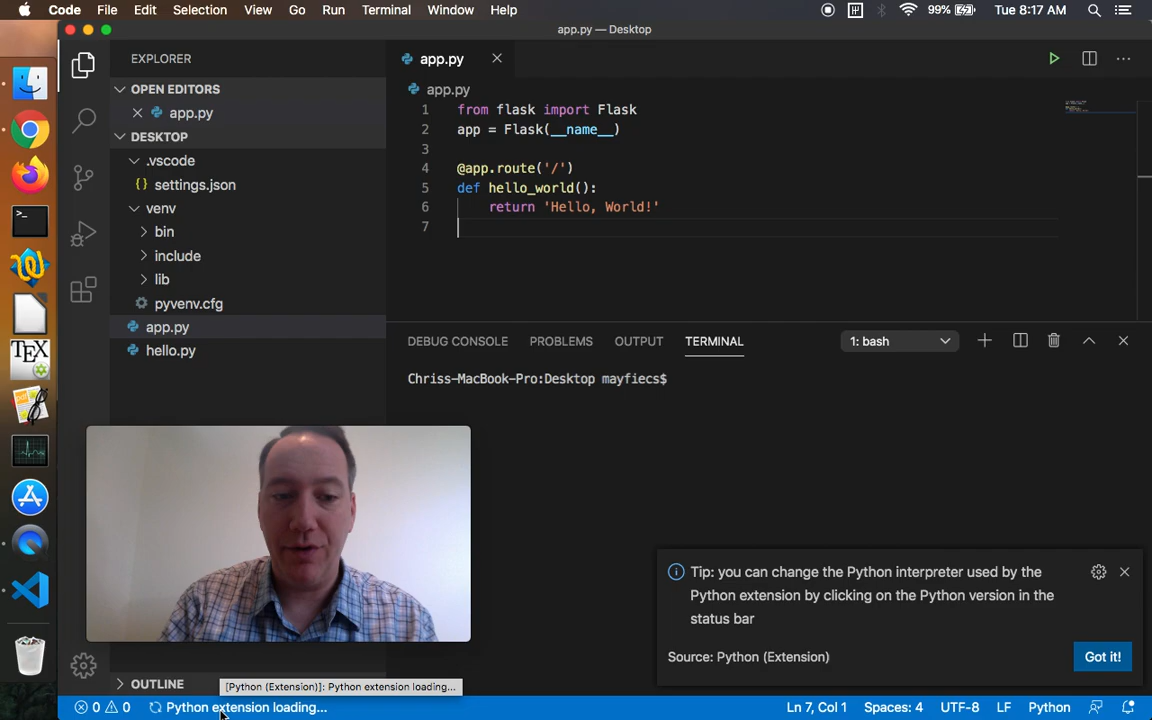 Code File Edit Selection View Go Run Terminal Window Help 99% Tue 8:17 AM
app.py — Desktop
EXPLORER
OPEN EDITORS
app.py
DESKTOP
.vscode
{} settings.json
venv
bin
include
lib
pyvenv.cfg
app.py
hello.py
OUTLINE
app.py
app.py
1 from flask import Flask
2 app = Flask(__name__)
3
4 @app.route('/')
5 def hello_world():
6 return 'Hello, World!'
7
DEBUG CONSOLE PROBLEMS OUTPUT TERMINAL 1: bash
Chriss-MacBook-Pro:Desktop mayfiecs$
Tip: you can change the Python interpreter used by the
Python extension by clicking on the Python version in the
status bar
Source: Python (Extension) Got it!
[Python (Extension)]: Python extension loading...
0 0 Python extension loading... Ln 7, Col 1 Spaces: 4 UTF-8 LF Python
TEX